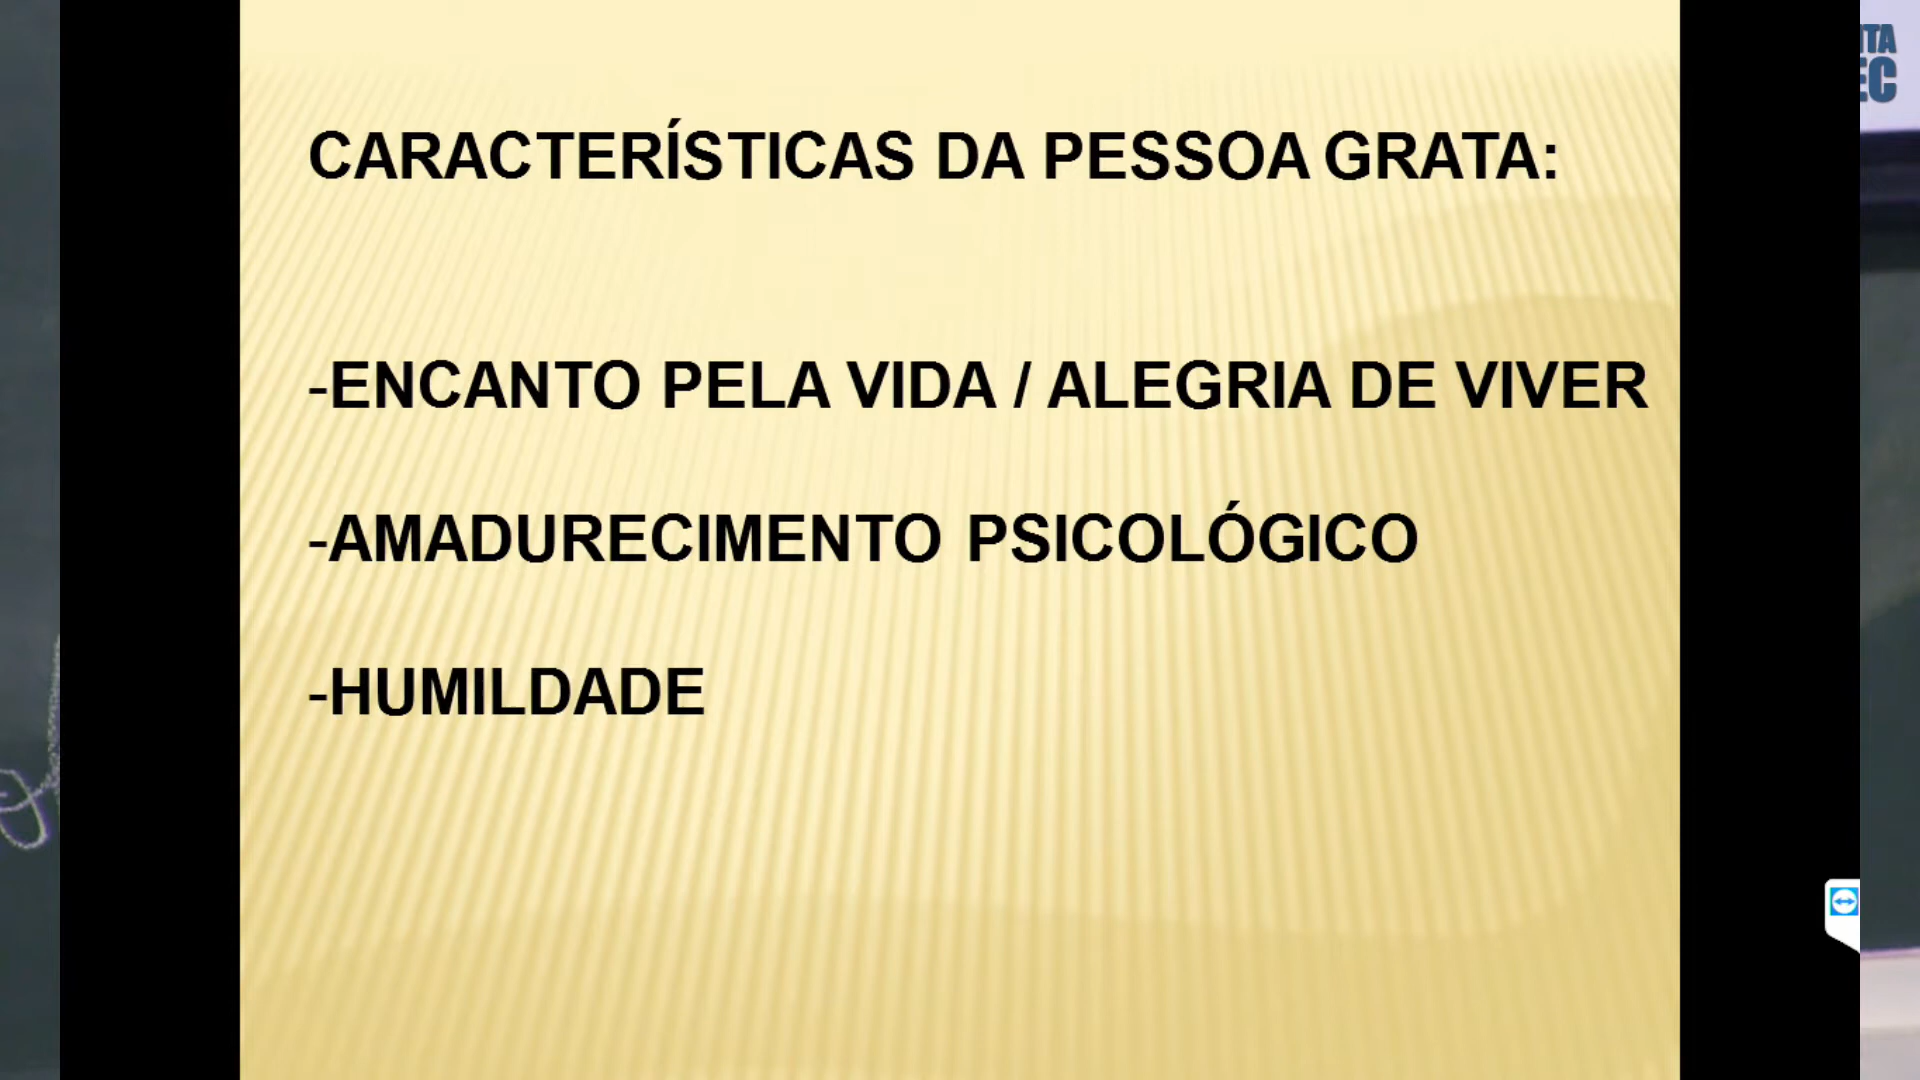 CARACTERÍSTICAS DA PESSOA GRATA:
-ENCANTO PELA VIDA / ALEGRIA DE VIVER
-AMADURECIMENTO PSICOLÓGICO
-HUMILDADE